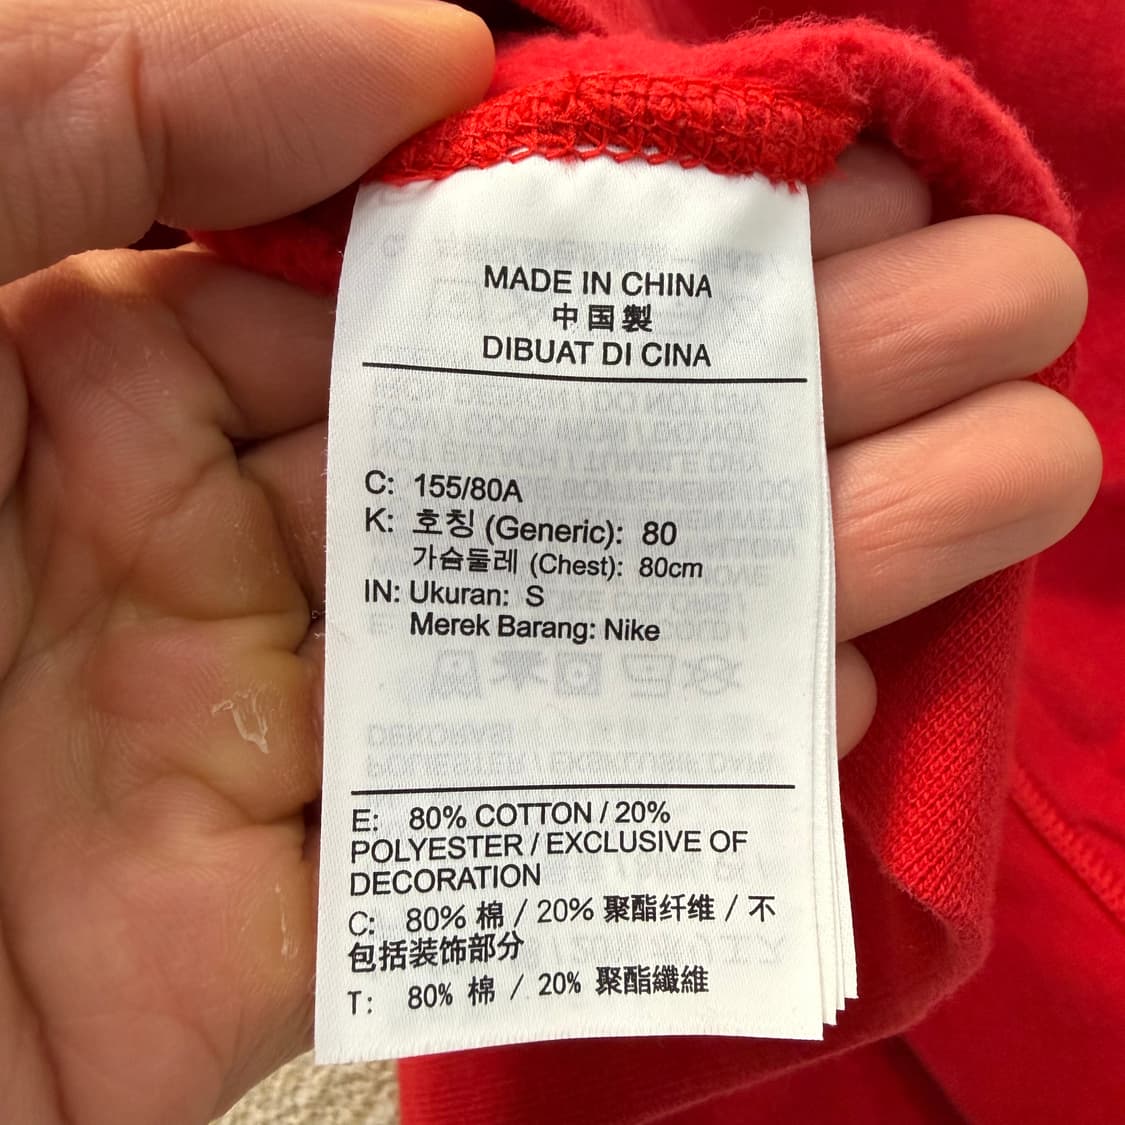 MADE IN CHINA
中国製
DIBUAT DI CINA
C: 155/80A
K: 호칭 (Generic): 80
가슴둘레 (Chest): 80cm
IN: Ukuran: S
Merek Barang: Nike
E: 80% COTTON / 20%
POLYESTER / EXCLUSIVE OF
DECORATION
C: 80% 棉 / 20% 聚酯纤维 / 不
包括装饰部分
T: 80% 棉 / 20% 聚酯纖維